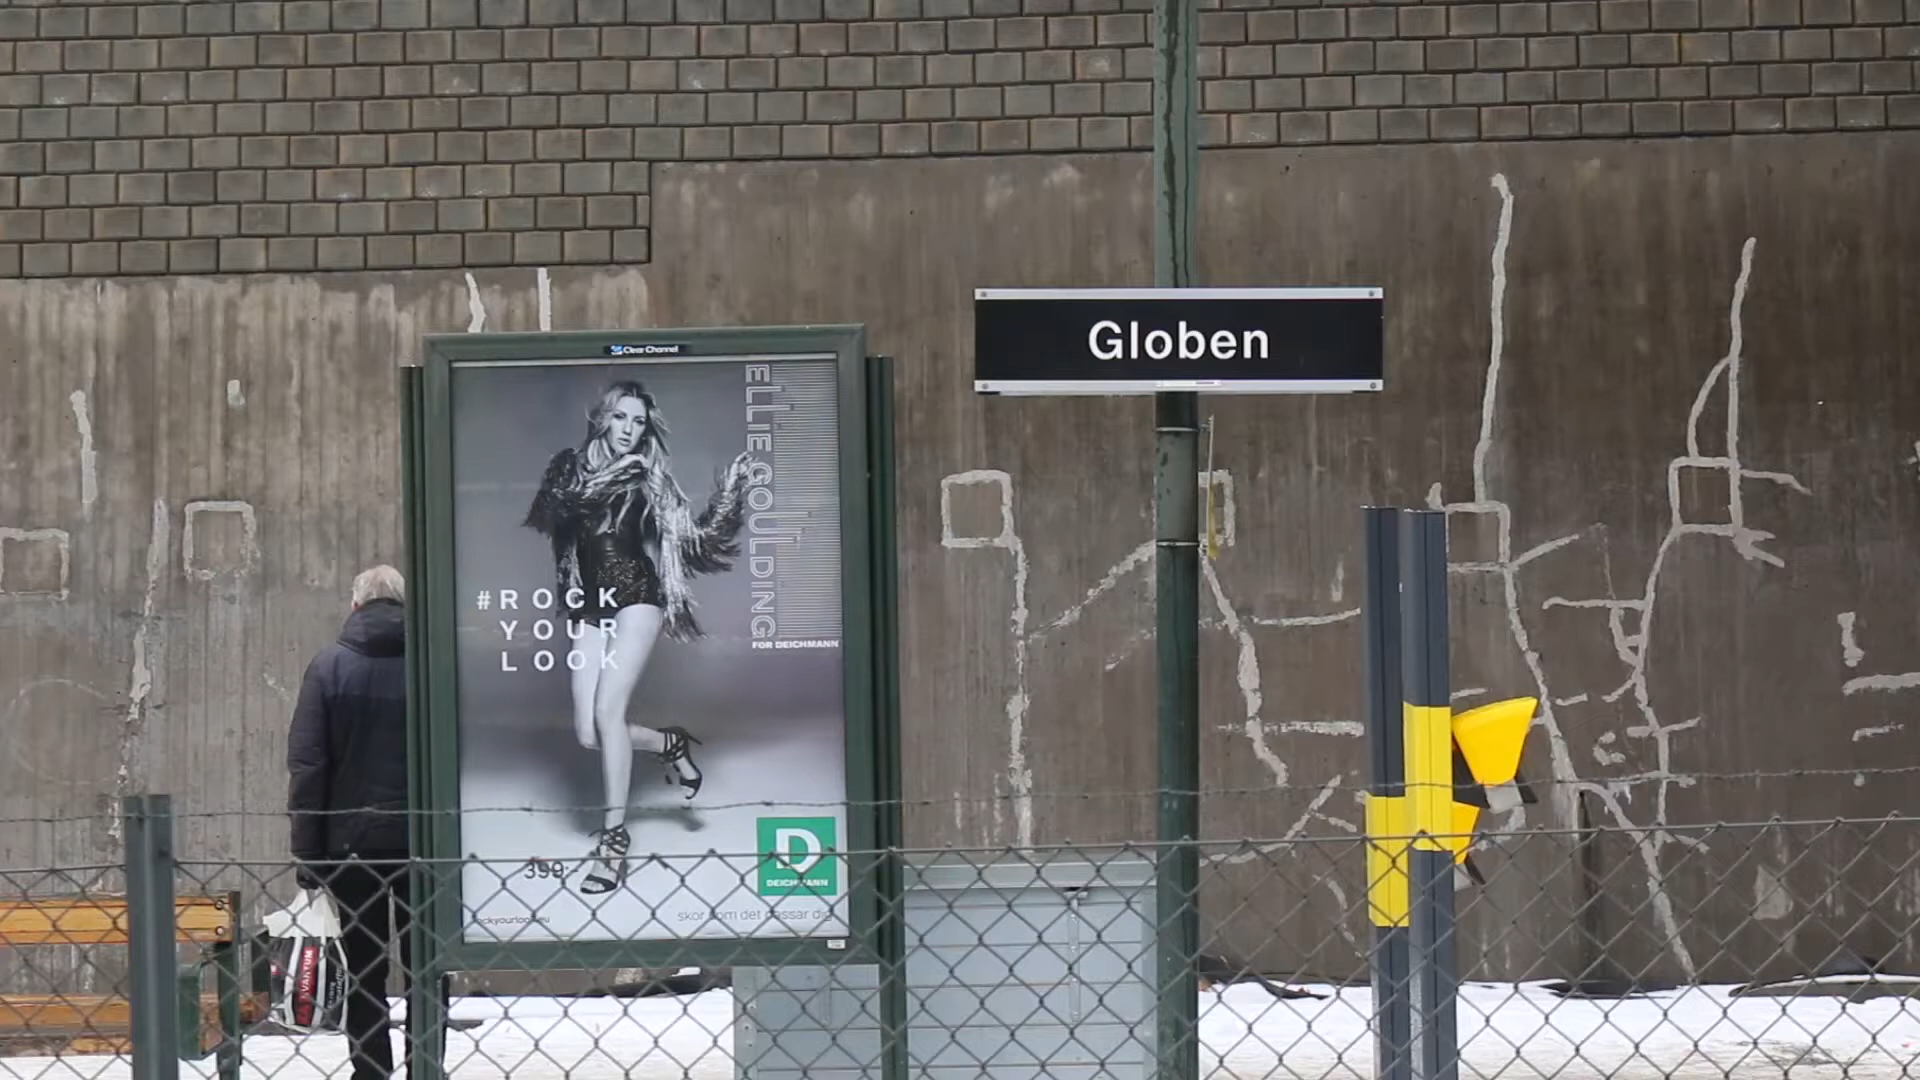 Clear Channel
ELLIE GOULDING
FOR DEICHMANN
Globen
#ROCK
YOUR
LOOK
D
DEICHMANN
399:-
skor som det passar dig